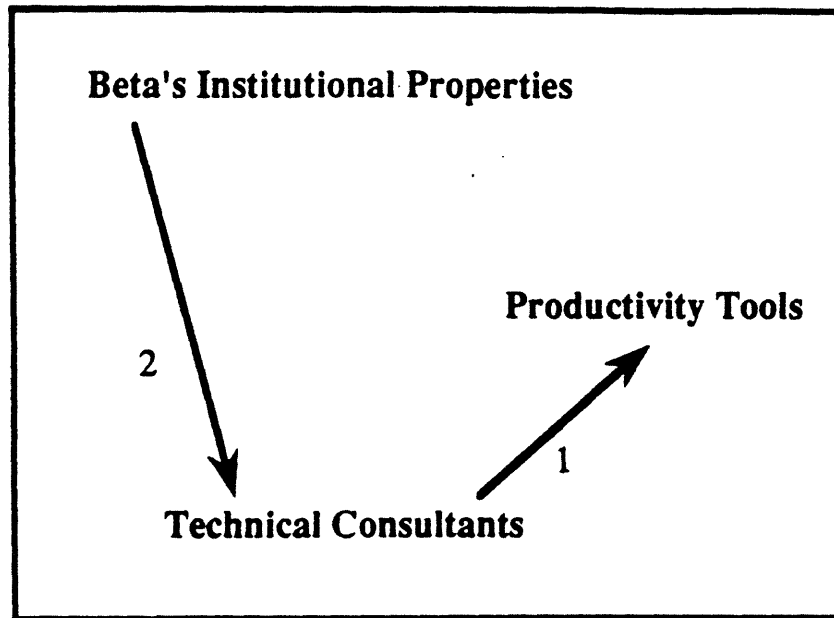 Beta's Institutional Properties
Productivity Tools
2
1
Technical Consultants